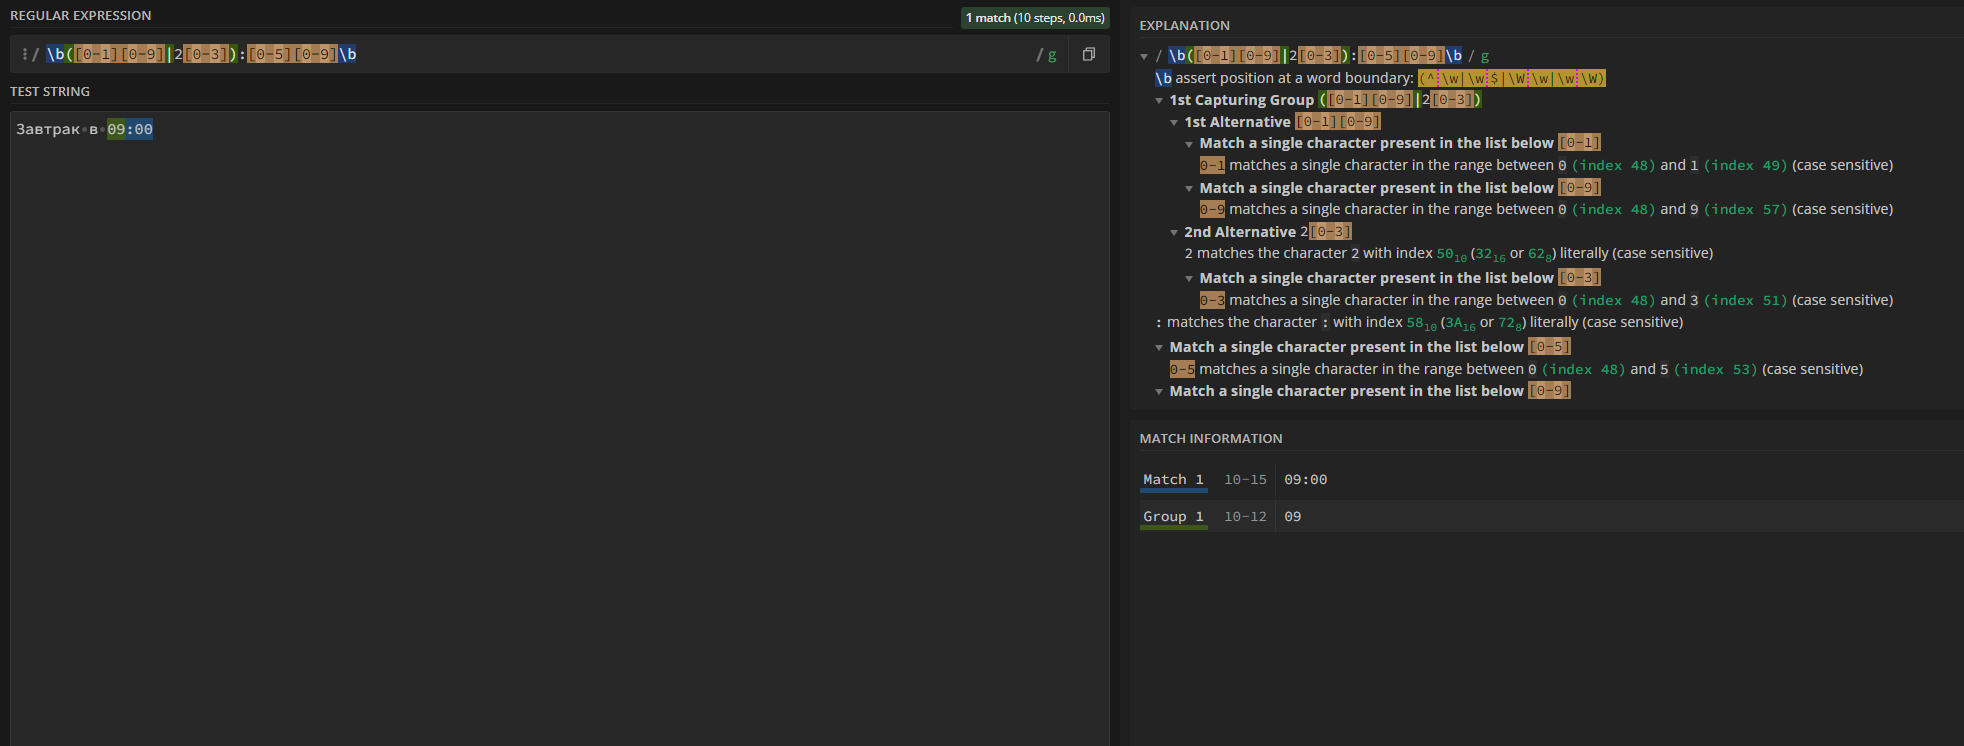 REGULAR EXPRESSION
1 match (10 steps, 0.0ms)
/ \b([0-1][0-9]|2[0-3]):[0-5][0-9]\b / g
TEST STRING
Завтрак·в·09:00
EXPLANATION
/ \b([0-1][0-9]|2[0-3]):[0-5][0-9]\b / g
\b assert position at a word boundary: (^\w|\w$|\W\w|\w\W)
1st Capturing Group ([0-1][0-9]|2[0-3])
1st Alternative [0-1][0-9]
Match a single character present in the list below [0-1]
0-1 matches a single character in the range between 0 (index 48) and 1 (index 49) (case sensitive)
Match a single character present in the list below [0-9]
0-9 matches a single character in the range between 0 (index 48) and 9 (index 57) (case sensitive)
2nd Alternative 2[0-3]
2 matches the character 2 with index 50₁₀ (32₁₆ or 62₈) literally (case sensitive)
Match a single character present in the list below [0-3]
0-3 matches a single character in the range between 0 (index 48) and 3 (index 51) (case sensitive)
: matches the character : with index 58₁₀ (3A₁₆ or 72₈) literally (case sensitive)
Match a single character present in the list below [0-5]
0-5 matches a single character in the range between 0 (index 48) and 5 (index 53) (case sensitive)
Match a single character present in the list below [0-9]
MATCH INFORMATION
Match 1 10-15 09:00
Group 1 10-12 09